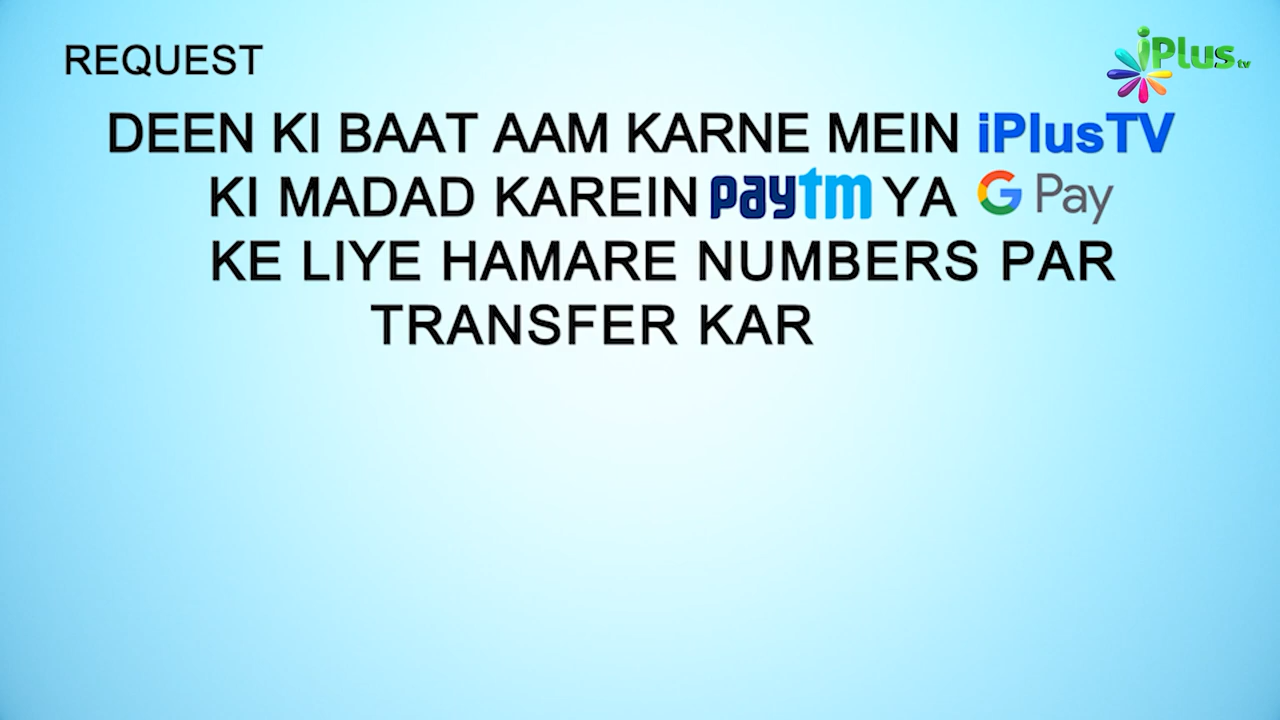 REQUEST
iPlus tv
DEEN KI BAAT AAM KARNE MEIN iPlusTV
KI MADAD KAREIN paytm YA G Pay
KE LIYE HAMARE NUMBERS PAR
TRANSFER KAR